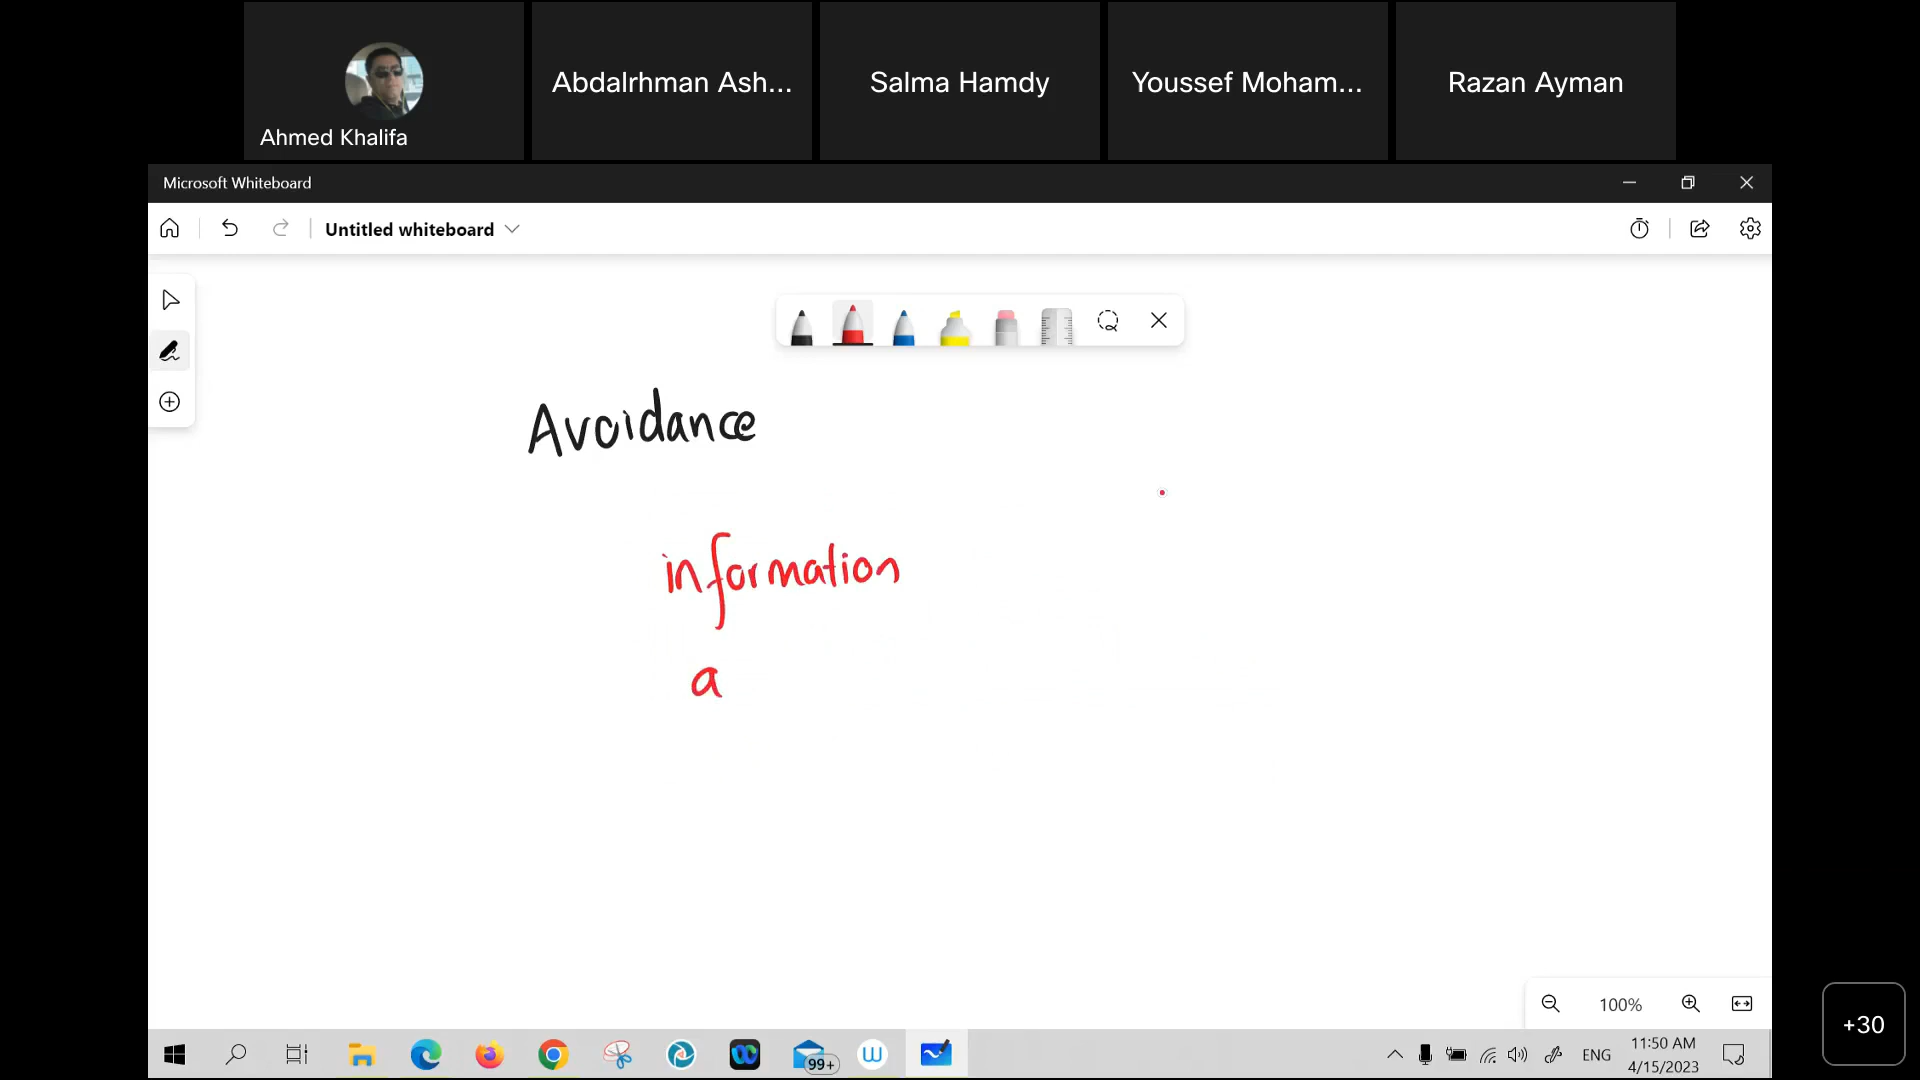 Abdalrhman Ash...
Salma Hamdy
Youssef Moham...
Razan Ayman
Ahmed Khalifa
Microsoft Whiteboard
Untitled whiteboard
Avoidance
information
a
100%
+30
99+
W
ENG
11:50 AM
4/15/2023